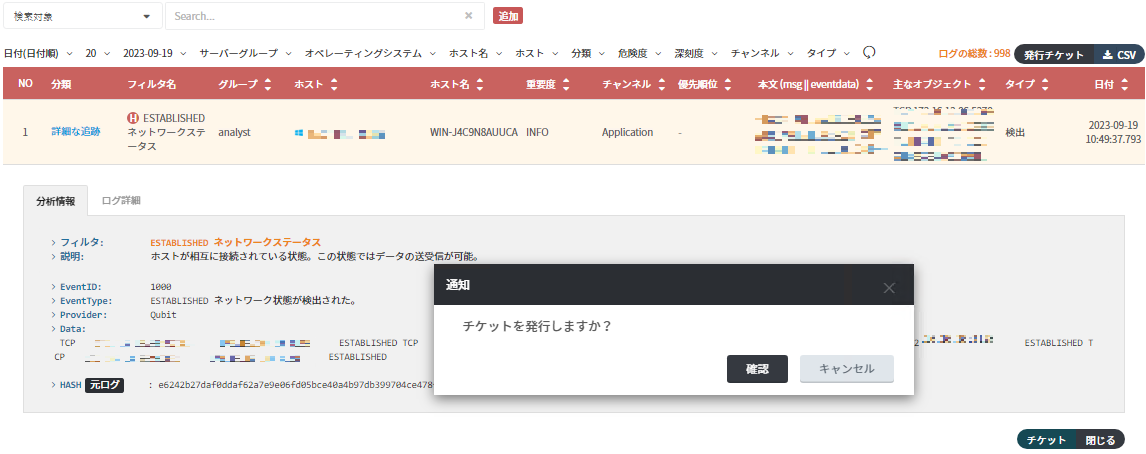 検索対象 Search... 追加
日付(日付順) 20 2023-09-19 サーバーグループ オペレーティングシステム ホスト名 ホスト 分類 危険度 深刻度 チャンネル タイプ ログの総数 : 998 発行チケット CSV
NO 分類 フィルタ名 グループ ホスト ホスト名 重要度 チャンネル 優先順位 本文 (msg || eventdata) 主なオブジェクト タイプ 日付
1 詳細な追跡 H ESTABLISHED ネットワークステータス analyst WIN-J4C9N8AUUCA INFO Application - 検出 2023-09-19 10:49:37.793
分析情報 ログ詳細
フィルタ: ESTABLISHED ネットワークステータス
説明: ホストが相互に接続されている状態。この状態ではデータの送受信が可能。
EventID: 1000
EventType: ESTABLISHED ネットワーク状態が検出された。
Provider: Qubit
Data:
TCP ESTABLISHED TCP 2 ESTABLISHED T
CP ESTABLISHED
HASH 元ログ : e6242b27daf0ddaf62a7e9e06fd05bce40a4b97db399704ce478
通知
チケットを発行しますか？
確認 キャンセル
チケット 閉じる